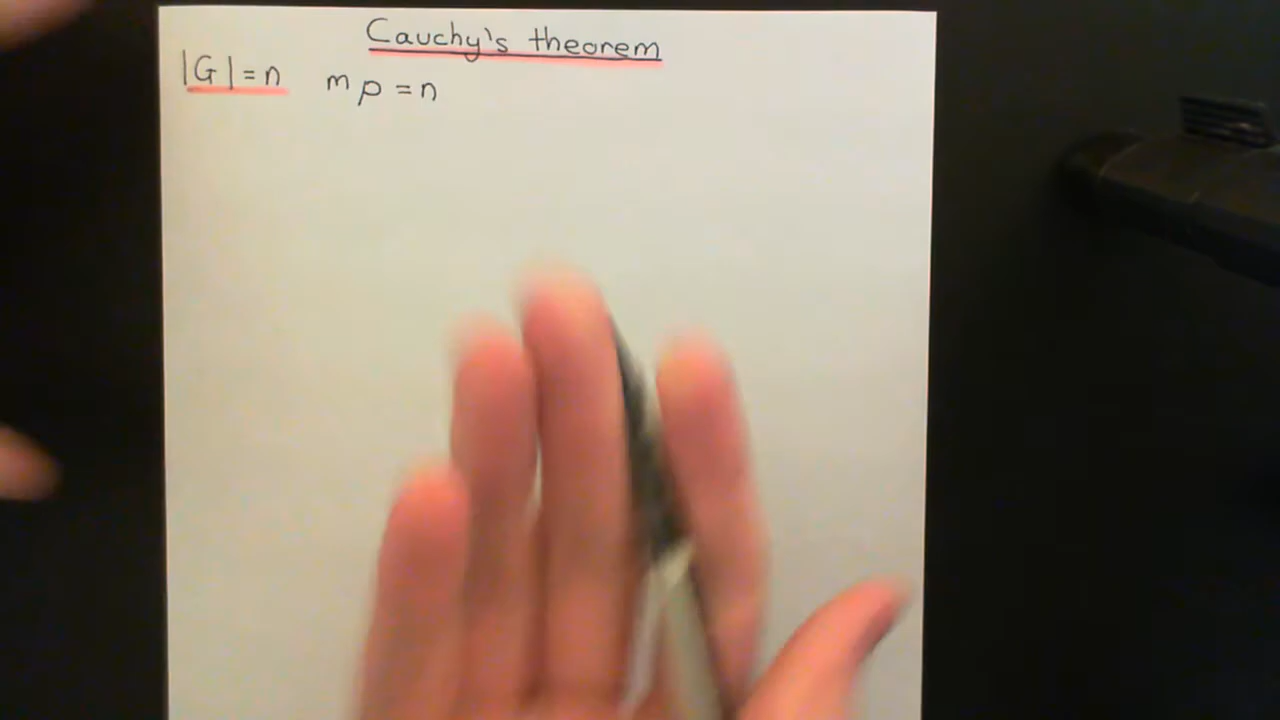 Cauchy's theorem
|G| = n mp = n